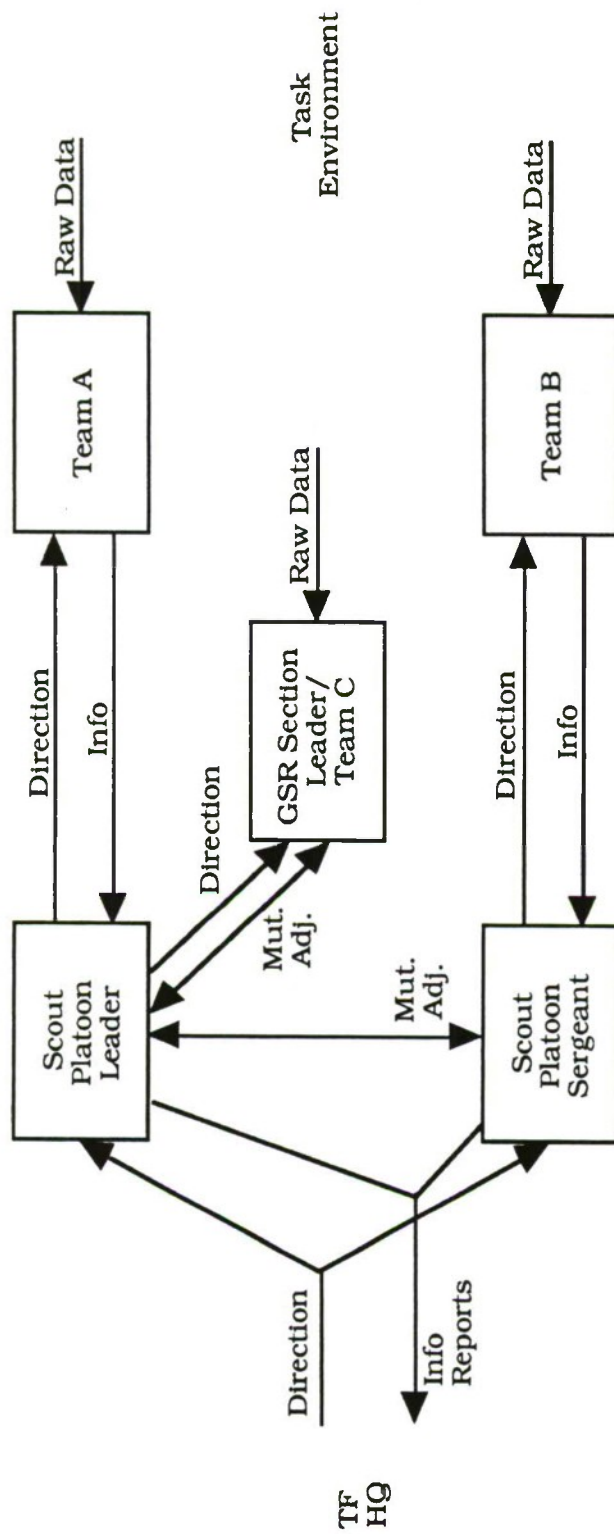 TF
HQ
Direction
Info
Reports
Scout
Platoon
Leader
Direction
Info
Team A
Raw Data
Mut.
Adj.
Direction
GSR Section
Leader/
Team C
Raw Data
Task
Environment
Mut.
Adj.
Scout
Platoon
Sergeant
Direction
Info
Team B
Raw Data